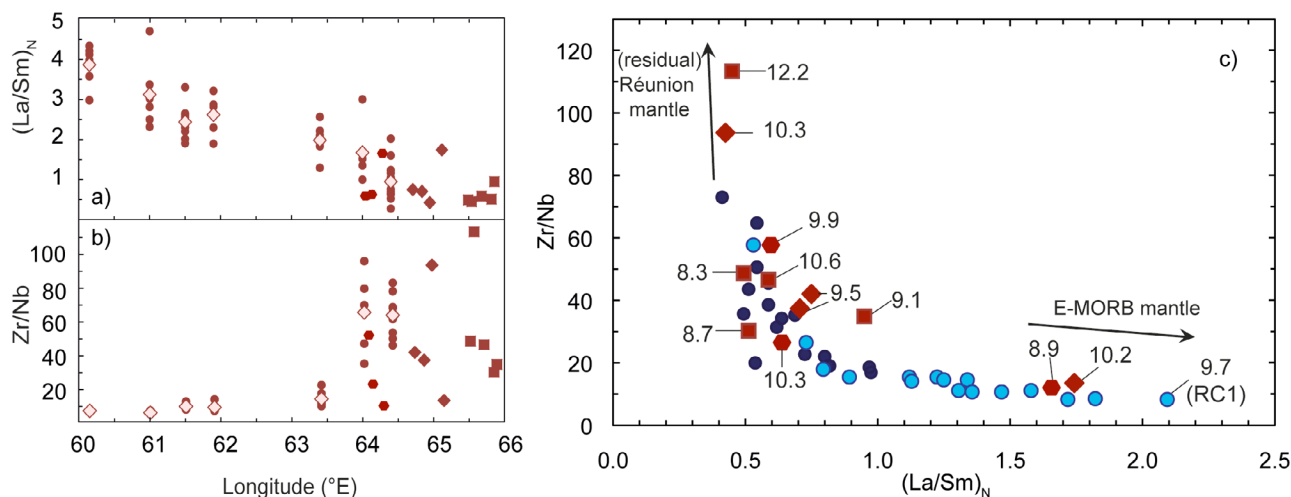 (La/Sm)N
5
4
3
2
1
a)
Zr/Nb
100
80
60
40
20
b)
60 61 62 63 64 65 66
Longitude (°E)
c)
Zr/Nb
120
100
80
60
40
20
0
(residual)
Réunion
mantle
12.2
10.3
9.9
8.3
10.6
9.5
9.1
8.7
10.3
E-MORB mantle
8.9
10.2
9.7
(RC1)
0.0 0.5 1.0 1.5 2.0 2.5
(La/Sm)N